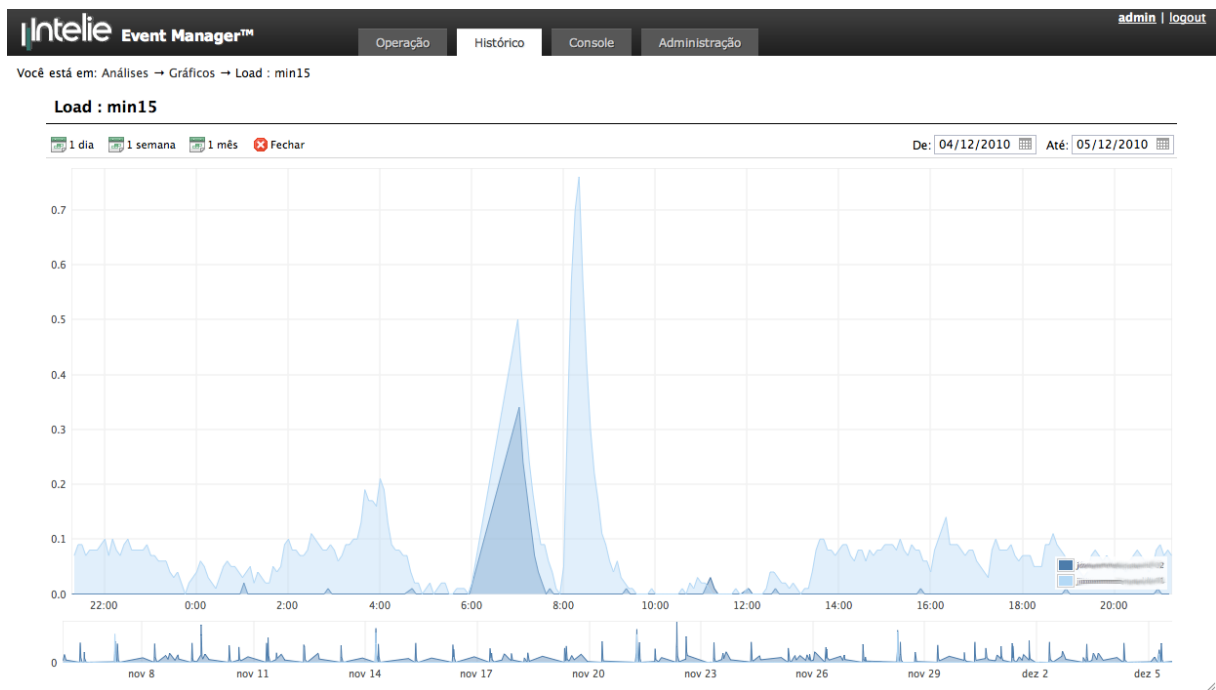 Intelie Event Manager™
admin | logout
Operação Histórico Console Administração
Você está em: Análises → Gráficos → Load : min15
Load : min15
1 dia 1 semana 1 mês Fechar De: 04/12/2010 Até: 05/12/2010
0.7
0.6
0.5
0.4
0.3
0.2
0.1
0.0
22:00 0:00 2:00 4:00 6:00 8:00 10:00 12:00 14:00 16:00 18:00 20:00
0
nov 8 nov 11 nov 14 nov 17 nov 20 nov 23 nov 26 nov 29 dez 2 dez 5